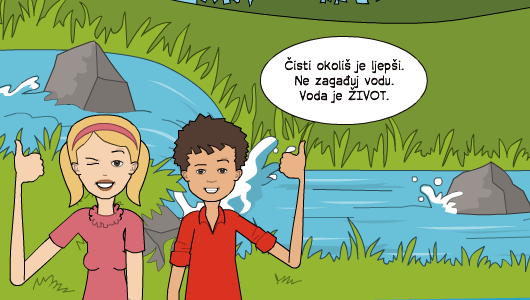 Čisti okoliš je ljepši.
Ne zagađuj vodu.
Voda je ŽIVOT.